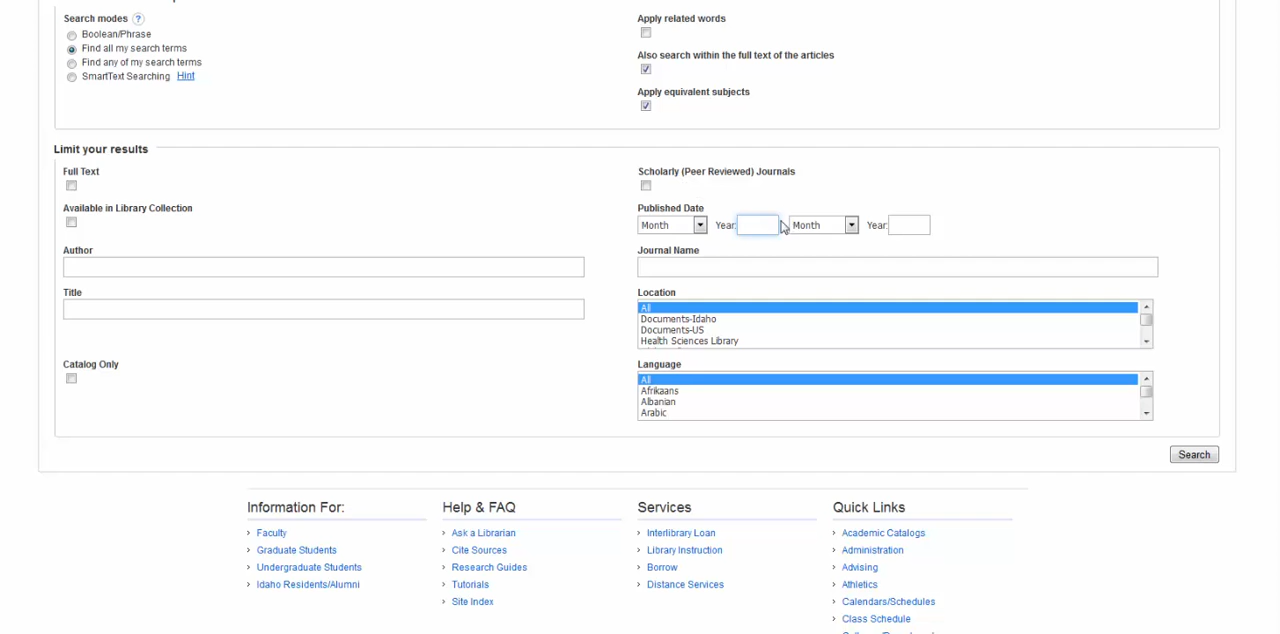 Search modes ?
Boolean/Phrase
Find all my search terms
Find any of my search terms
SmartText Searching Hint
Apply related words
Also search within the full text of the articles
Apply equivalent subjects
Limit your results
Full Text
Available in Library Collection
Author
Title
Catalog Only
Scholarly (Peer Reviewed) Journals
Published Date
Month Year: Month Year:
Journal Name
Location
All
Documents-Idaho
Documents-US
Health Sciences Library
Language
All
Afrikaans
Albanian
Arabic
Search
Information For:
Faculty
Graduate Students
Undergraduate Students
Idaho Residents/Alumni
Help & FAQ
Ask a Librarian
Cite Sources
Research Guides
Tutorials
Site Index
Services
Interlibrary Loan
Library Instruction
Borrow
Distance Services
Quick Links
Academic Catalogs
Administration
Advising
Athletics
Calendars/Schedules
Class Schedule